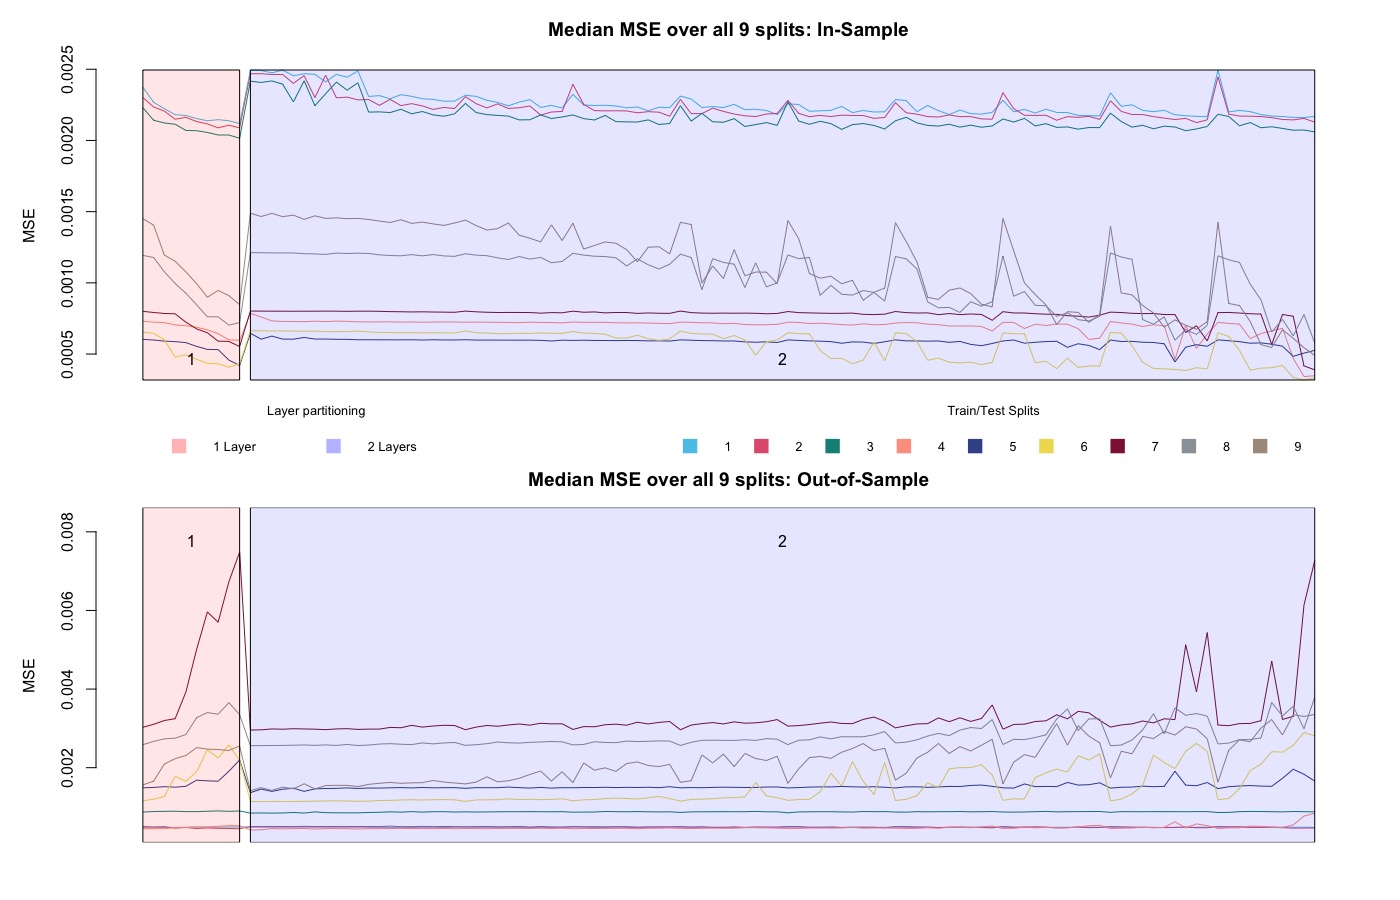 Median MSE over all 9 splits: In-Sample
MSE
0.0025
0.0020
0.0015
0.0010
0.0005
1
2
Layer partitioning
Train/Test Splits
1 Layer
2 Layers
1 2 3 4 5 6 7 8 9
Median MSE over all 9 splits: Out-of-Sample
MSE
0.008
0.006
0.004
0.002
1
2